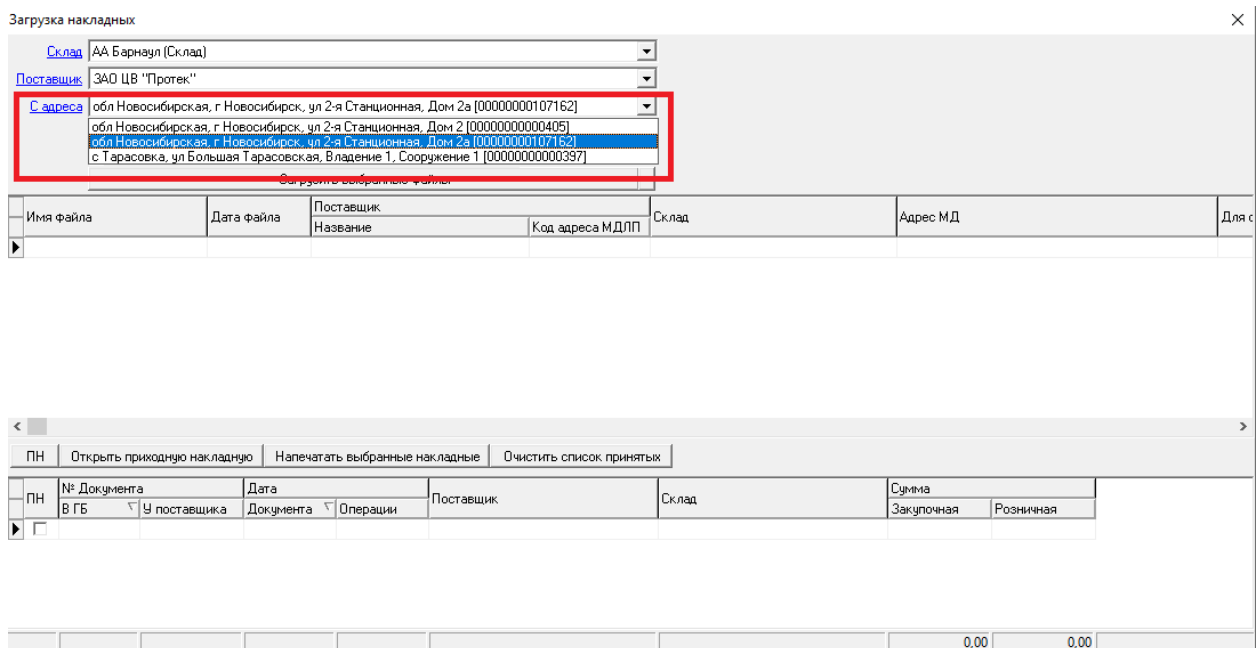 Загрузка накладных
Склад АА Барнаул (Склад)
Поставщик ЗАО ЦВ "Протек"
С адреса обл Новосибирская, г Новосибирск, ул 2-я Станционная, Дом 2а [00000000107162]
обл Новосибирская, г Новосибирск, ул 2-я Станционная, Дом 2 [00000000000405]
обл Новосибирская, г Новосибирск, ул 2-я Станционная, Дом 2а [00000000107162]
с Тарасовка, ул Большая Тарасовская, Владение 1, Сооружение 1 [00000000000397]
Загрузить выбранные файлы
Имя файла Дата файла Поставщик Склад Адрес МД Для с
Название Код адреса МДЛП
ПН Открыть приходную накладную Напечатать выбранные накладные Очистить список принятых
ПН № Документа Дата Поставщик Склад Сумма
В ГБ У поставщика Документа Операции Закупочная Розничная
0,00 0,00